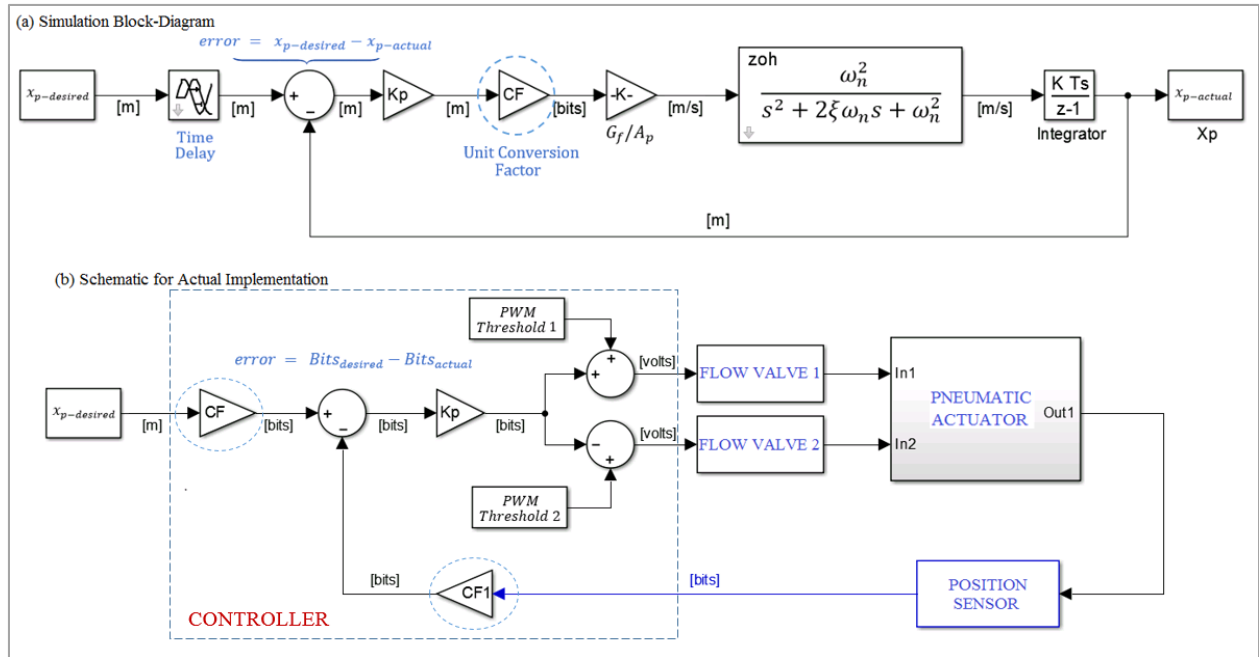 (a) Simulation Block-Diagram
error = x_{p-desired} − x_{p-actual}
x_{p-desired}
[m]
Time
Delay
[m]
+
−
[m]
Kp
[m]
CF
[bits]
Unit Conversion
Factor
-K-
G_f/A_p
[m/s]
zoh
ω_n^2
s^2 + 2ξω_n s + ω_n^2
[m/s]
K Ts
z-1
Integrator
x_{p-actual}
Xp
[m]
(b) Schematic for Actual Implementation
error = Bits_{desired} − Bits_{actual}
x_{p-desired}
[m]
CF
[bits]
+
−
[bits]
Kp
[bits]
PWM
Threshold 1
+
+
[volts]
FLOW VALVE 1
−
+
[volts]
FLOW VALVE 2
PWM
Threshold 2
In1
In2
PNEUMATIC
ACTUATOR
Out1
[bits]
CF1
[bits]
POSITION
SENSOR
CONTROLLER